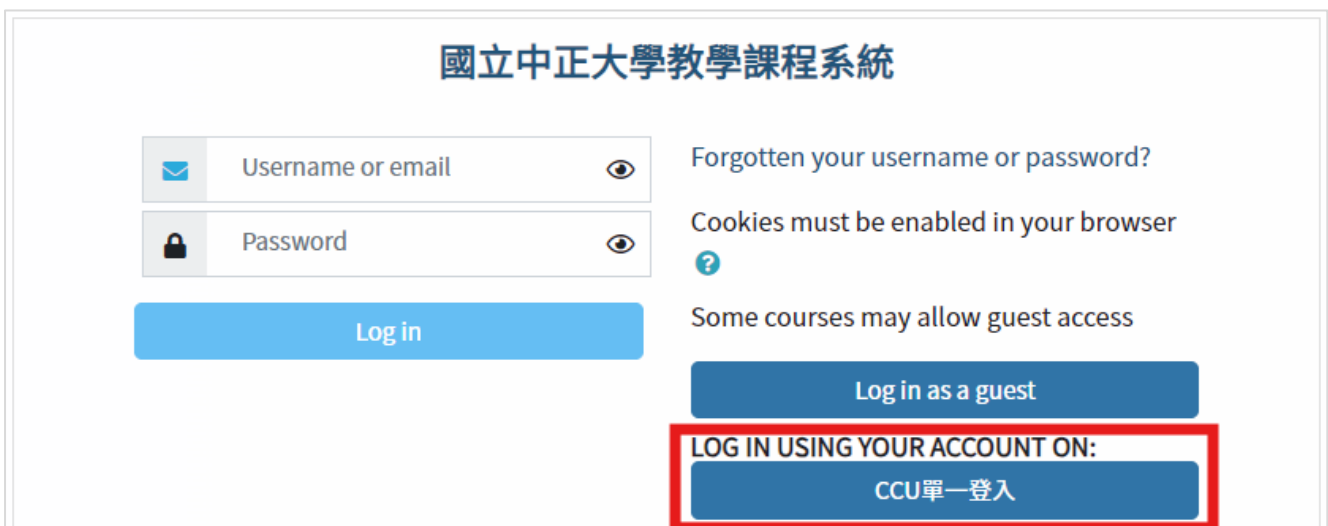 國立中正大學教學課程系統
Username or email
Password
Log in
Forgotten your username or password?
Cookies must be enabled in your browser
?
Some courses may allow guest access
Log in as a guest
LOG IN USING YOUR ACCOUNT ON:
CCU單一登入